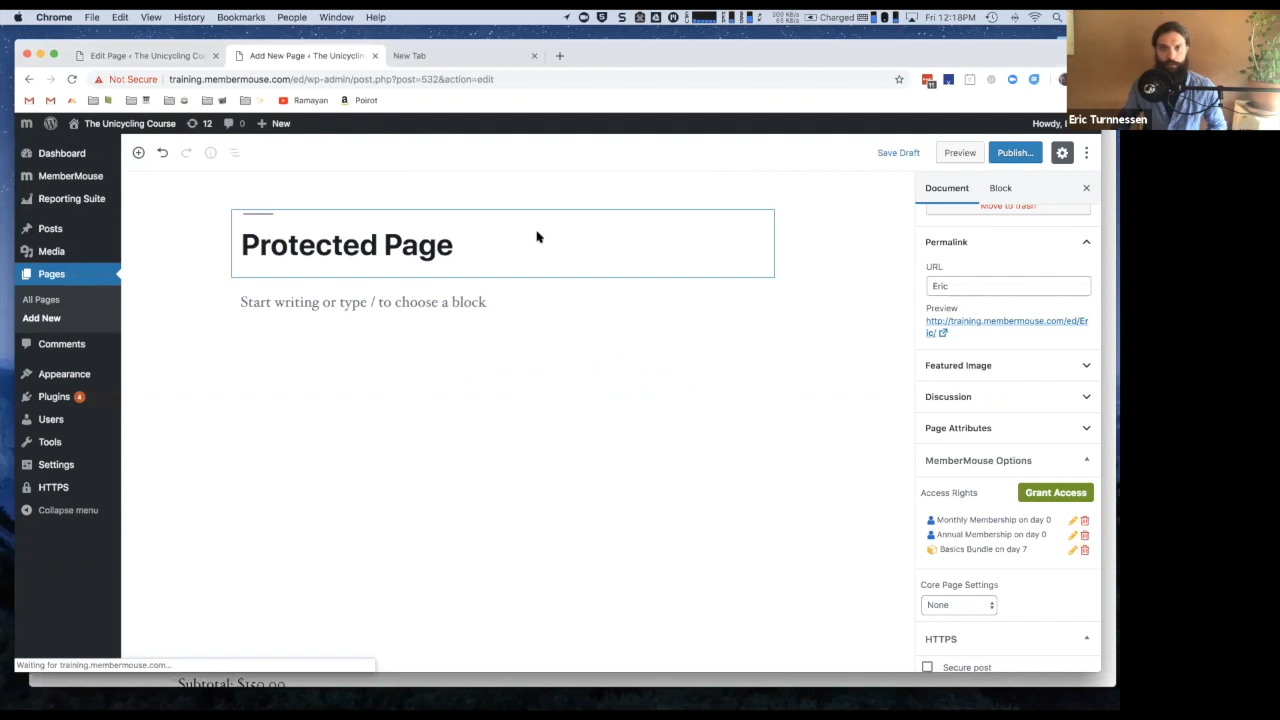 Chrome File Edit View History Bookmarks People Window Help
Charged
Fri 12:18PM
Edit Page ‹ The Unicycling Co
Add New Page ‹ The Unicyclin
New Tab
Not Secure
training.membermouse.com/ed/wp-admin/post.php?post=532&action=edit
11
Ramayan
Poirot
Eric Turnnessen
The Unicycling Course
12
0
New
Howdy,
Dashboard
MemberMouse
Reporting Suite
Posts
Media
Pages
All Pages
Add New
Comments
Appearance
Plugins 4
Users
Tools
Settings
HTTPS
Collapse menu
Save Draft
Preview
Publish...
Protected Page
Start writing or type / to choose a block
Document
Block
Move to trash
Permalink
URL
Eric
Preview
http://training.membermouse.com/ed/Er
ic/
Featured Image
Discussion
Page Attributes
MemberMouse Options
Access Rights
Grant Access
Monthly Membership on day 0
Annual Membership on day 0
Basics Bundle on day 7
Core Page Settings
None
HTTPS
Secure post
Waiting for training.membermouse.com...
Subtotal: $150.00